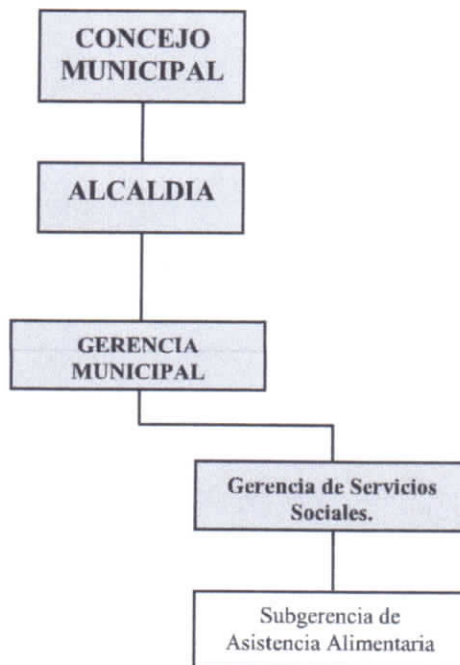 CONCEJO
MUNICIPAL
ALCALDIA
GERENCIA
MUNICIPAL
Gerencia de Servicios
Sociales.
Subgerencia de
Asistencia Alimentaria